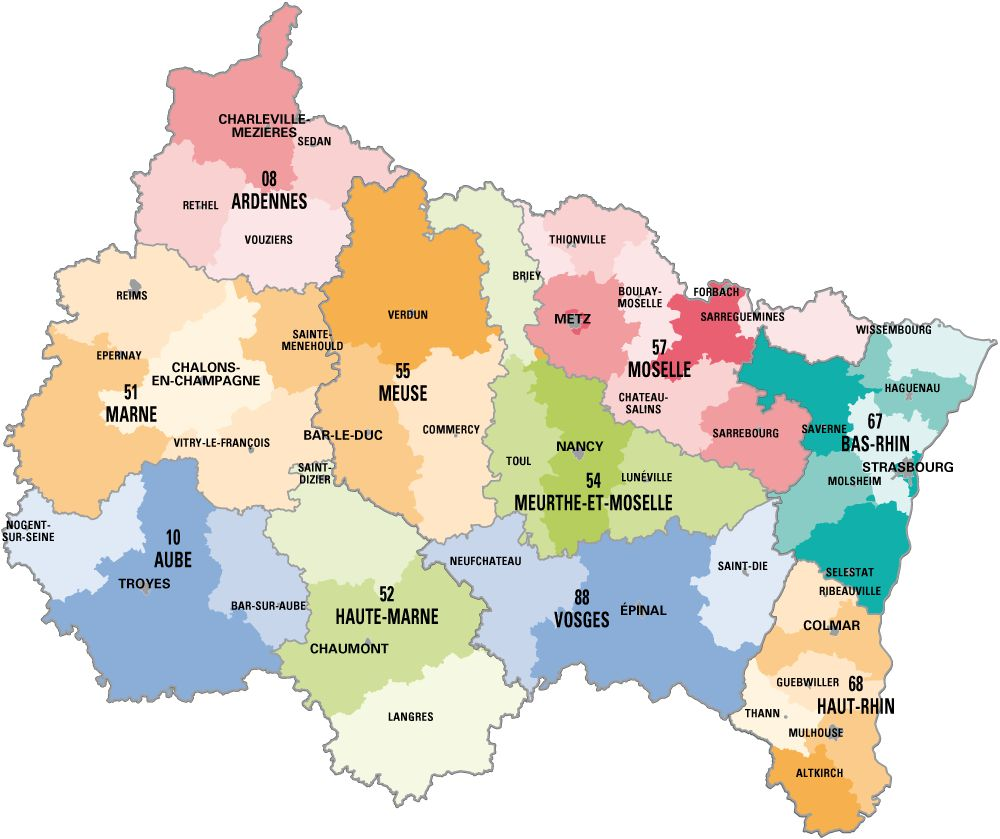 CHARLEVILLE-
MEZIÈRES
SEDAN
08
ARDENNES
RETHEL
VOUZIERS
REIMS
EPERNAY
SAINTE-
MENEHOULD
CHALONS-
EN-CHAMPAGNE
51
MARNE
VITRY-LE-FRANÇOIS
VERDUN
55
MEUSE
BAR-LE-DUC
COMMERCY
SAINT-
DIZIER
BRIEY
THIONVILLE
BOULAY-
MOSELLE
FORBACH
METZ
SARREGUEMINES
57
MOSELLE
CHATEAU-
SALINS
SARREBOURG
WISSEMBOURG
HAGUENAU
SAVERNE
67
BAS-RHIN
STRASBOURG
MOLSHEIM
SELESTAT
NANCY
TOUL
LUNÉVILLE
54
MEURTHE-ET-MOSELLE
NOGENT-
SUR-SEINE
10
AUBE
TROYES
BAR-SUR-AUBE
52
HAUTE-MARNE
CHAUMONT
LANGRES
NEUFCHATEAU
SAINT-DIE
88
VOSGES
ÉPINAL
RIBEAUVILLE
COLMAR
GUEBWILLER
68
HAUT-RHIN
THANN
MULHOUSE
ALTKIRCH